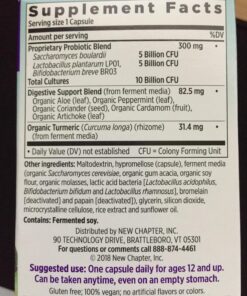 Supplement Facts
Serving size 1 Capsule
Amount per serving %DV
Proprietary Probiotic Blend 300 mg *
Saccharomyces boulardii 5 Billion CFU
Lactobacillus plantarum LP01, 5 Billion CFU
Bifidobacterium breve BR03
Total Cultures 10 Billion CFU
Digestive Support Blend (from ferment media) 82.5 mg *
Organic Aloe (leaf), Organic Peppermint (leaf),
Organic Coriander (seed), Organic Cardamom (fruit),
Organic Artichoke (leaf)
Organic Turmeric (Curcuma longa) (rhizome) 31.4 mg *
(from ferment media)
* Daily Value (DV) not established CFU = Colony Forming Unit
Other ingredients: Maltodextrin, hypromellose (capsule), ferment media
(organic Saccharomyces cerevisiae, organic gum acacia, organic soy
flour, organic molasses, lactic acid bacteria [Lactobacillus acidophilus,
Bifidobacterium bifidum and Lactobacillus rhamnosus], bromelain
[deactivated] and papain [deactivated]), glycerin, silicon dioxide,
microcrystalline cellulose, rice extract and sunflower oil.
Contains: Fermented soy.
Distributed by NEW CHAPTER, INC.
90 TECHNOLOGY DRIVE, BRATTLEBORO, VT 05301
For questions or comments call 888-874-4461
© 2018 New Chapter, Inc.
Suggested use: One capsule daily for ages 12 and up.
Can be taken anytime, even on an empty stomach.
Gluten free; 100% vegan; no artificial flavors or colors.